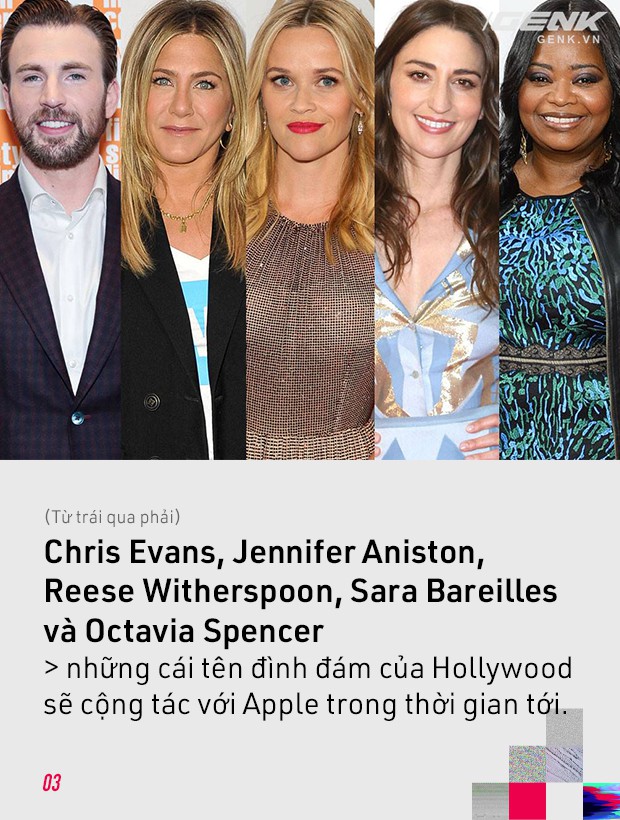 GENK
GENK.VN
(Từ trái qua phải)
Chris Evans, Jennifer Aniston,
Reese Witherspoon, Sara Bareilles
và Octavia Spencer
> những cái tên đình đám của Hollywood
sẽ cộng tác với Apple trong thời gian tới.
03